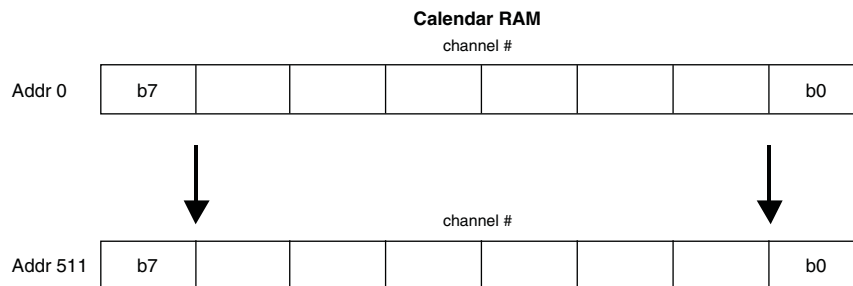 Calendar RAM
channel #
Addr 0 b7 b0
channel #
Addr 511 b7 b0